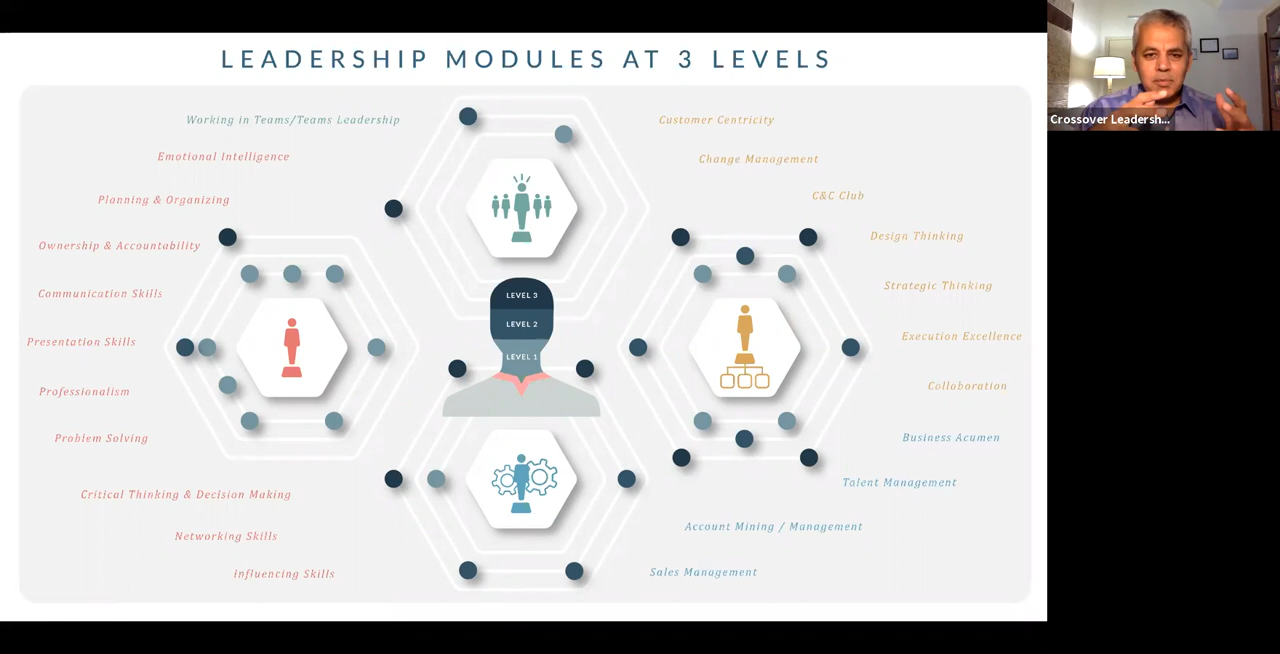 LEADERSHIP MODULES AT 3 LEVELS
Working in Teams/Teams Leadership
Emotional Intelligence
Planning & Organizing
Ownership & Accountability
Communication Skills
Presentation Skills
Professionalism
Problem Solving
Critical Thinking & Decision Making
Networking Skills
Influencing Skills
LEVEL 3
LEVEL 2
LEVEL 1
Customer Centricity
Change Management
C&C Club
Design Thinking
Strategic Thinking
Execution Excellence
Collaboration
Business Acumen
Talent Management
Account Mining / Management
Sales Management
Crossover Leadersh...